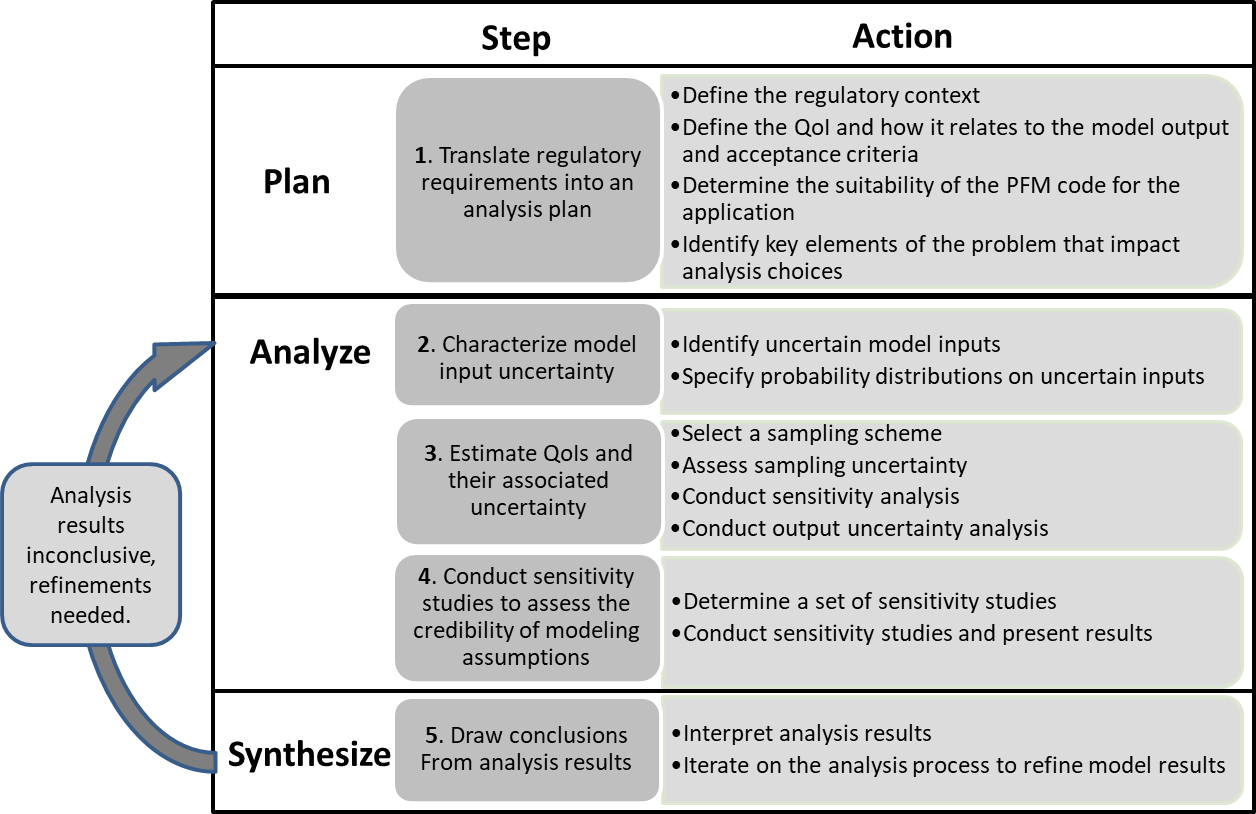 Step
Action
Plan
1. Translate regulatory
requirements into an
analysis plan
•Define the regulatory context
•Define the QoI and how it relates to the model output
and acceptance criteria
•Determine the suitability of the PFM code for the
application
•Identify key elements of the problem that impact
analysis choices
Analyze
2. Characterize model
input uncertainty
•Identify uncertain model inputs
•Specify probability distributions on uncertain inputs
3. Estimate QoIs and
their associated
uncertainty
•Select a sampling scheme
•Assess sampling uncertainty
•Conduct sensitivity analysis
•Conduct output uncertainty analysis
4. Conduct sensitivity
studies to assess the
credibility of modeling
assumptions
•Determine a set of sensitivity studies
•Conduct sensitivity studies and present results
Analysis
results
inconclusive,
refinements
needed.
Synthesize
5. Draw conclusions
From analysis results
•Interpret analysis results
•Iterate on the analysis process to refine model results